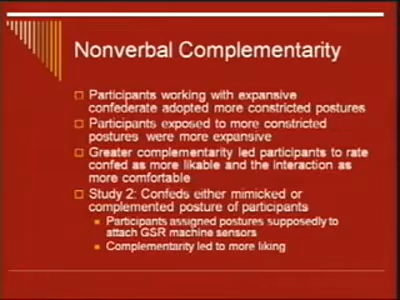 Nonverbal Complementarity
Participants working with expansive
confederate adopted more constricted postures
Participants exposed to more constricted
postures were more expansive
Greater complementarity led participants to rate
confed as more likable and the interaction as
more comfortable
Study 2: Confeds either mimicked or
complemented posture of participants
Participants assigned postures supposedly to
attach GSR machine sensors
Complementarity led to more liking